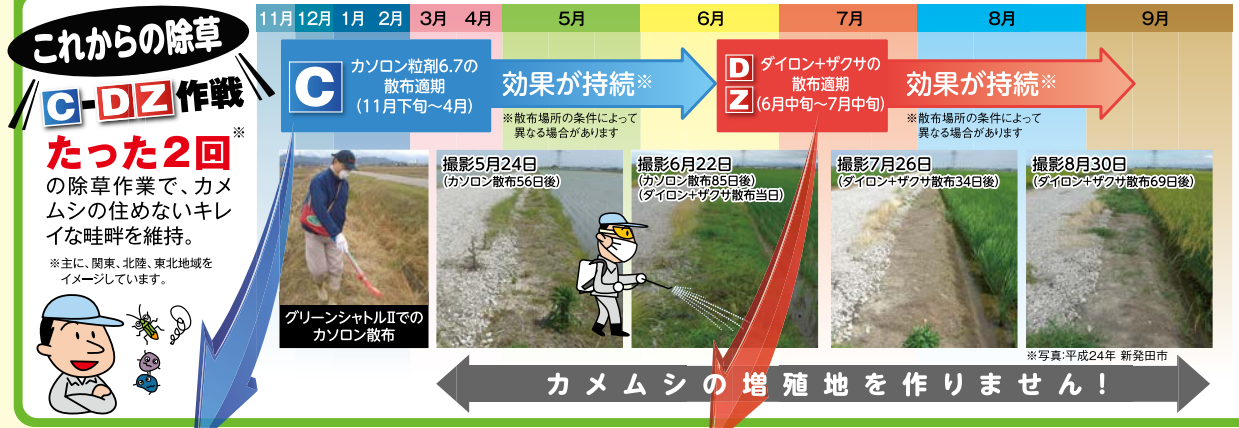 これからの除草
C-DZ作戦
たった2回※
の除草作業で、カメ
ムシの住めないキレ
イな畦畔を維持。
※主に、関東、北陸、東北地域を
イメージしています。
11月 12月 1月 2月 3月 4月 5月 6月 7月 8月 9月
C
カソロン粒剤6.7の
散布適期
(11月下旬～4月)
効果が持続※
※散布場所の条件によって
異なる場合があります
D
Z
ダイロン+ザクサの
散布適期
(6月中旬～7月中旬)
効果が持続※
※散布場所の条件によって
異なる場合があります
グリーンシャトルⅡでの
カソロン散布
撮影5月24日
(カソロン散布56日後)
撮影6月22日
(カソロン散布85日後)
(ダイロン+ザクサ散布当日)
撮影7月26日
(ダイロン+ザクサ散布34日後)
撮影8月30日
(ダイロン+ザクサ散布69日後)
※写真:平成24年 新発田市
カメムシの増殖地を作りません!